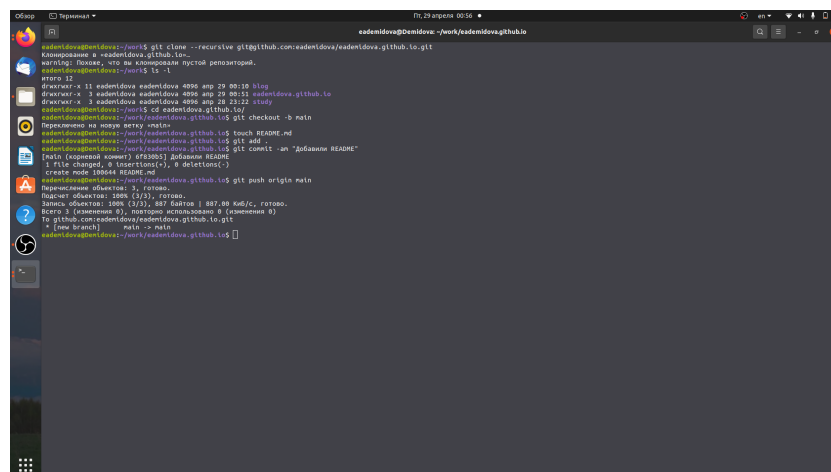 Обзор
Терминал
Пт, 29 апреля 00:56
en
eademidova@Demidova: ~/work/eademidova.github.io
eademidova@Demidova:~/work$ git clone --recursive git@github.com:eademidova/eademidova.github.io.git
Клонирование в «eademidova.github.io»…
warning: Похоже, что вы клонировали пустой репозиторий.
eademidova@Demidova:~/work$ ls -l
итого 12
drwxrwxr-x 11 eademidova eademidova 4096 апр 29 00:10 blog
drwxrwxr-x  3 eademidova eademidova 4096 апр 29 00:51 eademidova.github.io
drwxrwxr-x  3 eademidova eademidova 4096 апр 28 23:22 study
eademidova@Demidova:~/work$ cd eademidova.github.io/
eademidova@Demidova:~/work/eademidova.github.io$ git checkout -b main
Переключено на новую ветку «main»
eademidova@Demidova:~/work/eademidova.github.io$ touch README.md
eademidova@Demidova:~/work/eademidova.github.io$ git add .
eademidova@Demidova:~/work/eademidova.github.io$ git commit -am "Добавили README"
[main (корневой коммит) 6f830b5] Добавили README
 1 file changed, 0 insertions(+), 0 deletions(-)
 create mode 100644 README.md
eademidova@Demidova:~/work/eademidova.github.io$ git push origin main
Перечисление объектов: 3, готово.
Подсчет объектов: 100% (3/3), готово.
Запись объектов: 100% (3/3), 887 байтов | 887.00 КиБ/с, готово.
Всего 3 (изменения 0), повторно использовано 0 (изменения 0)
To github.com:eademidova/eademidova.github.io.git
 * [new branch]      main -> main
eademidova@Demidova:~/work/eademidova.github.io$